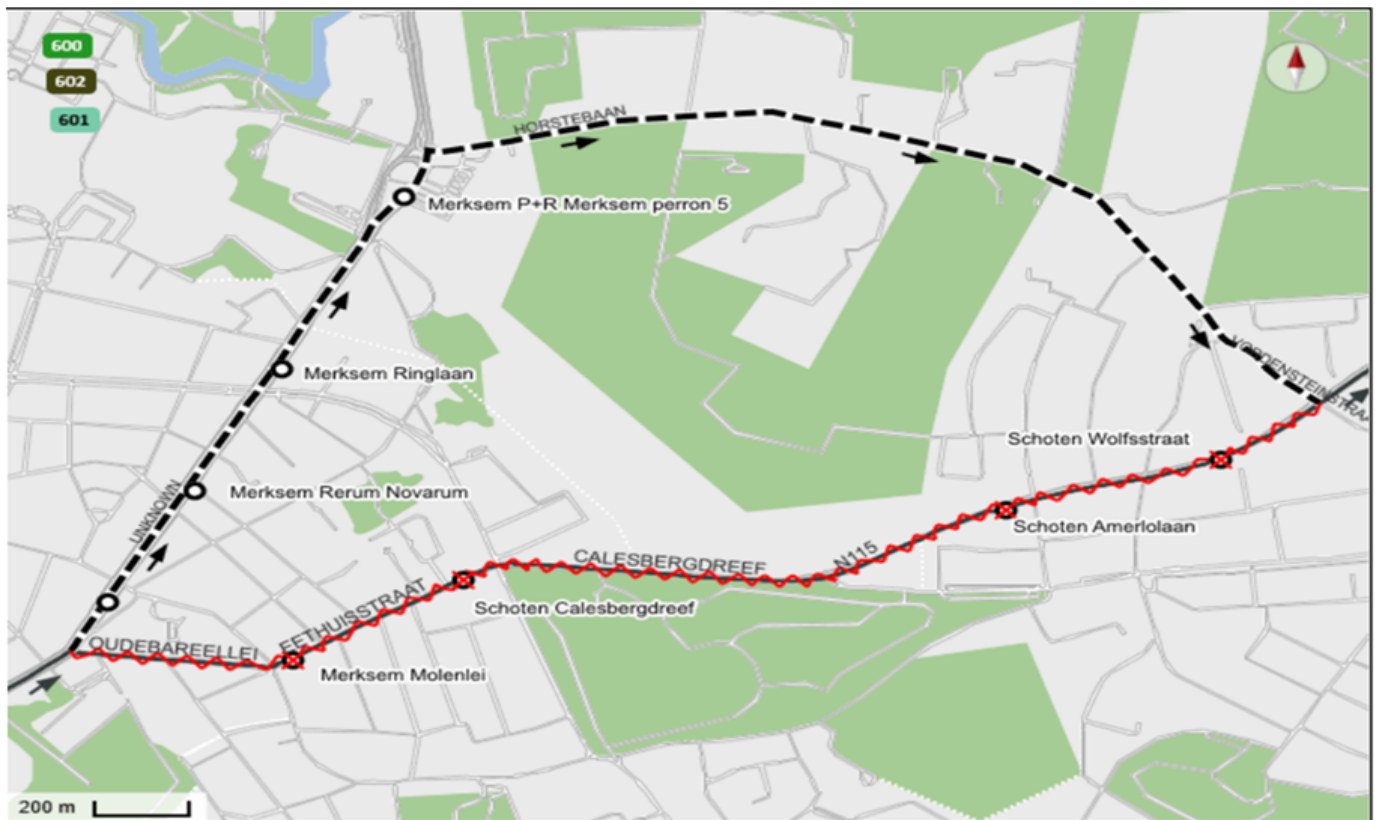 600
602
601
HORSTEBAAN
Merksem P+R Merksem perron 5
Merksem Ringlaan
Schoten Wolfsstraat
Merksem Rerum Novarum
UNKNOWN
Schoten Amerlolaan
N115
CALESBERGDREEF
EETHUISSTRAAT
Schoten Calesbergdreef
OUDEBAREELLEI
Merksem Molenlei
200 m